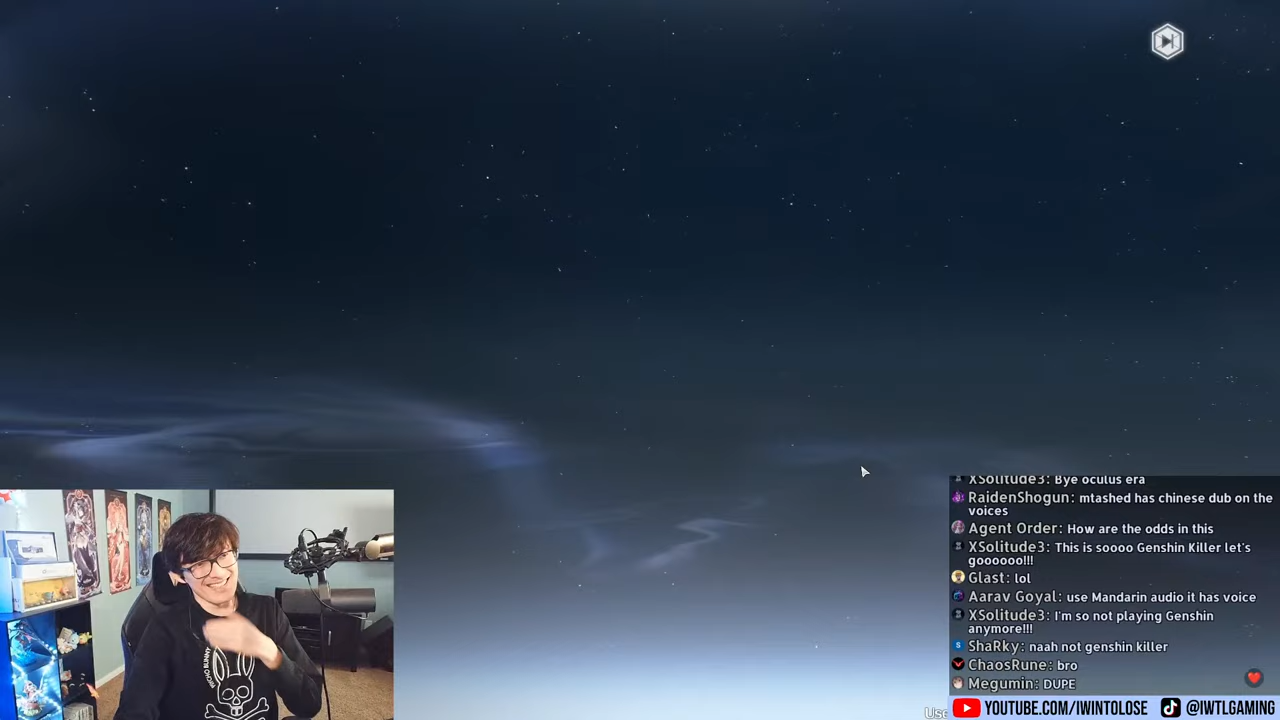 XSolitude3: Bye oculus era
RaidenShogun: mtashed has chinese dub on the
voices
Agent Order: How are the odds in this
XSolitude3: This is soooo Genshin Killer let's
goooooo!!!
Glast: lol
Aarav Goyal: use Mandarin audio it has voice
XSolitude3: I'm so not playing Genshin
anymore!!!
S ShaRky: naah not genshin killer
ChaosRune: bro
Megumin: DUPE
Use
YOUTUBE.COM/IWINTOLOSE @IWTLGAMING
PSYCHO BUNNY